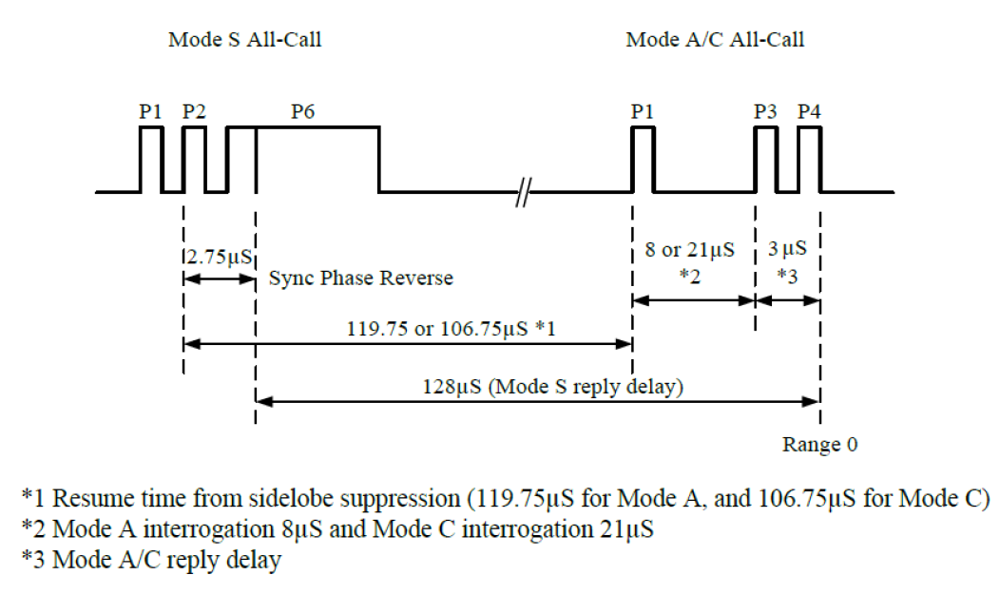 Mode S All-Call
Mode A/C All-Call
P1 P2 P6 P1 P3 P4
2.75µS
Sync Phase Reverse
8 or 21µS
*2
3 µS
*3
119.75 or 106.75µS *1
128µS (Mode S reply delay)
Range 0
*1 Resume time from sidelobe suppression (119.75µS for Mode A, and 106.75µS for Mode C)
*2 Mode A interrogation 8µS and Mode C interrogation 21µS
*3 Mode A/C reply delay